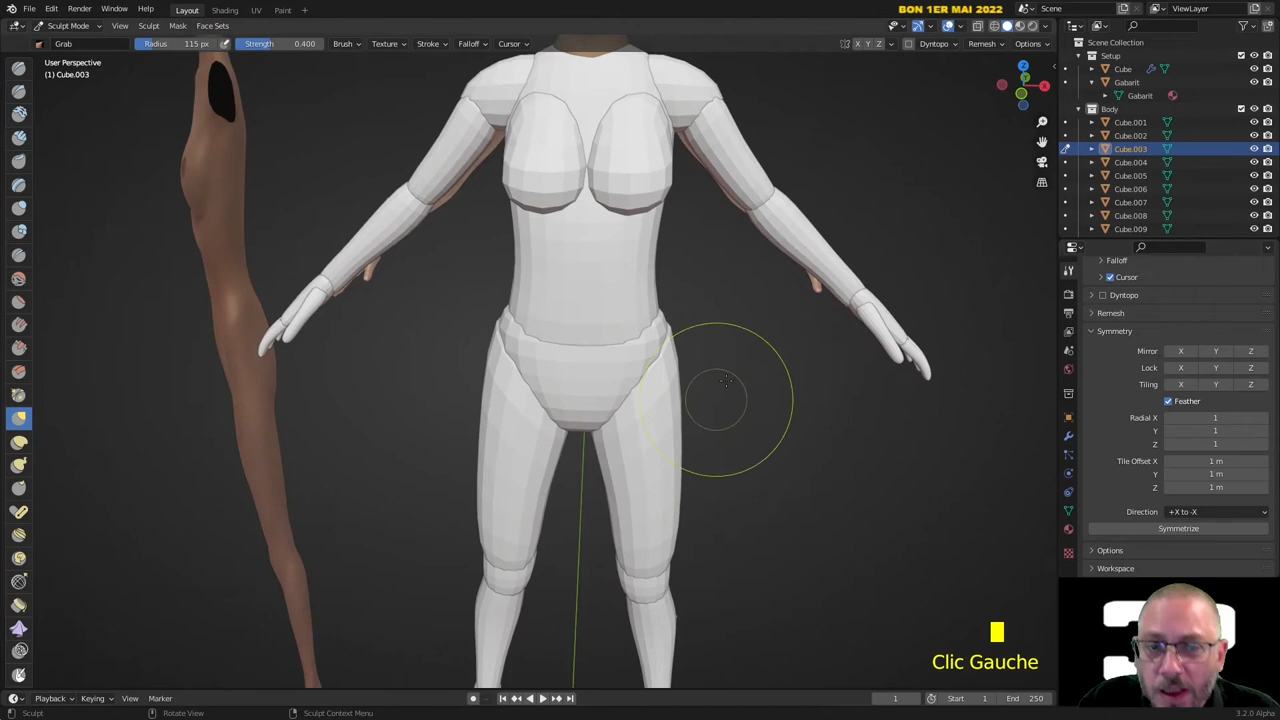 File Edit Render Window Help Layout Shading UV Paint BON 1ER MAI 2022 Scene ViewLayer
Sculpt Mode View Sculpt Mask Face Sets
Grab Radius 115 px Strength 0.400 Brush Texture Stroke Falloff Cursor X Y Z Dyntopo Remesh Options
User Perspective
(1) Cube.003
Scene Collection
Setup
Cube
Gabarit
Gabarit
Body
Cube.001
Cube.002
Cube.003
Cube.004
Cube.005
Cube.006
Cube.007
Cube.008
Cube.009
Falloff
Cursor
Dyntopo
Remesh
Symmetry
Mirror X Y Z
Lock X Y Z
Tiling X Y Z
Feather
Radial X 1
Y 1
Z 1
Tile Offset X 1 m
Y 1 m
Z 1 m
Direction +X to -X
Symmetrize
Options
Workspace
Clic Gauche
Playback Keying View Marker 1 Start 1 End 250
Sculpt Rotate View Sculpt Context Menu 3.2.0 Alpha